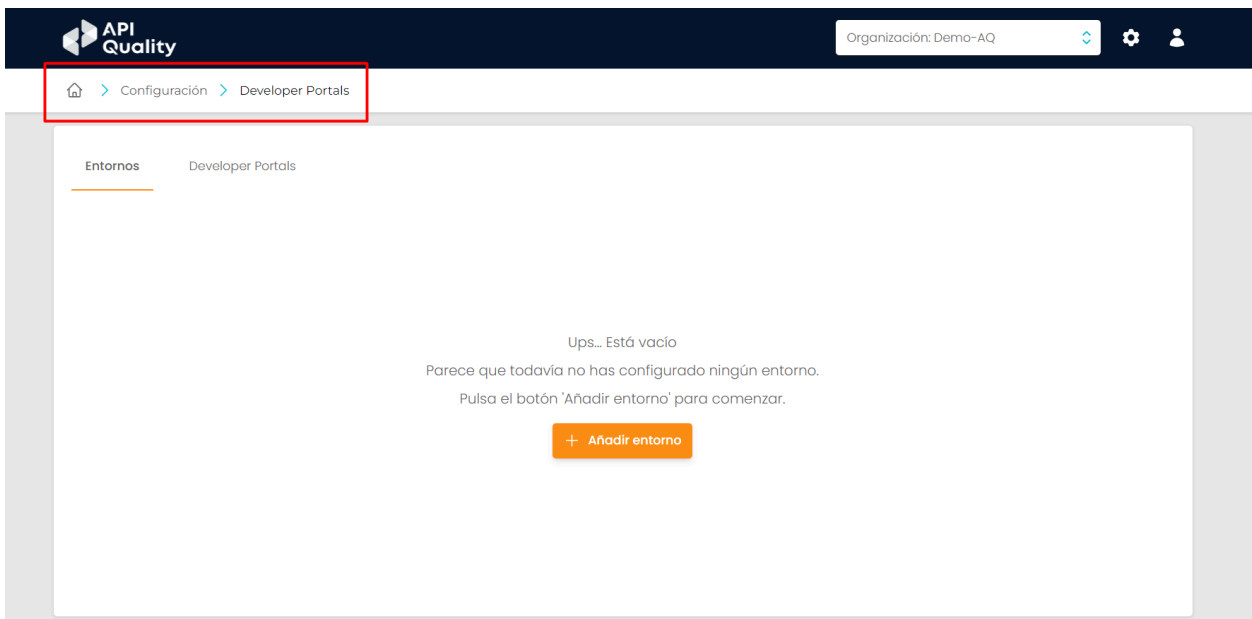 API
Quality
Organización: Demo-AQ
Configuración Developer Portals
Entornos Developer Portals
Ups... Está vacío
Parece que todavía no has configurado ningún entorno.
Pulsa el botón 'Añadir entorno' para comenzar.
Añadir entorno